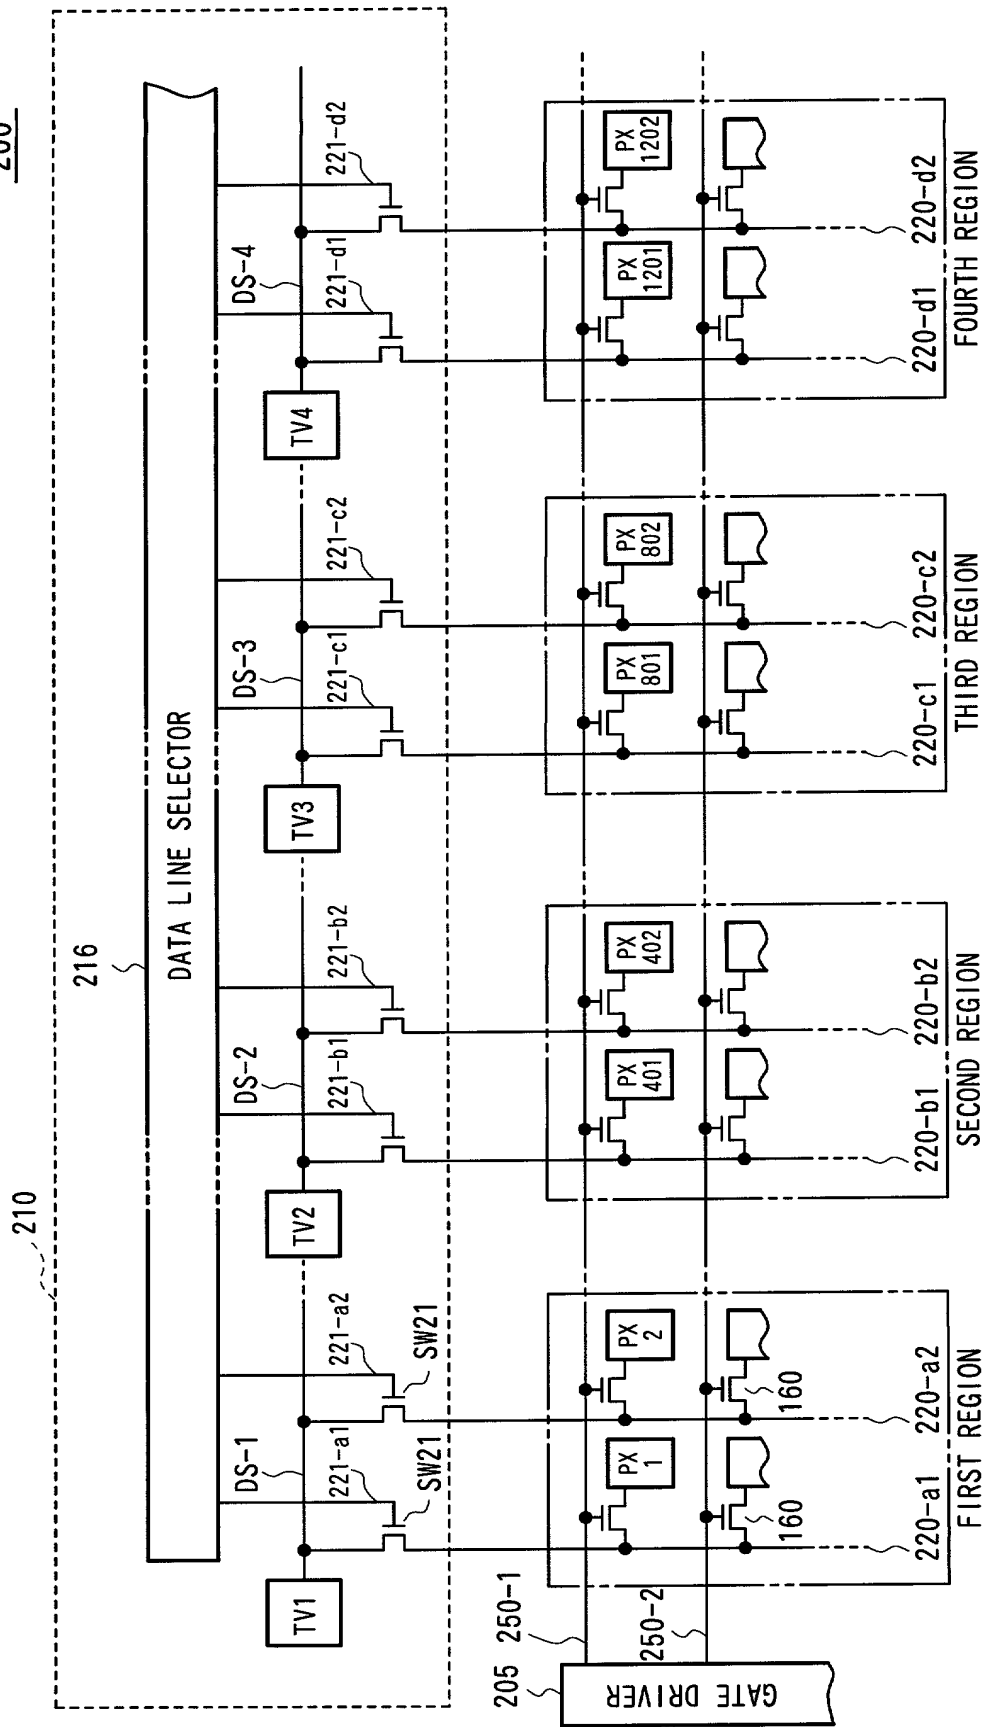 210
216
DATA LINE SELECTOR
DS-1
DS-2
DS-3
DS-4
221-a1
221-a2
221-b1
221-b2
221-c1
221-c2
221-d1
221-d2
SW21
SW21
TV1
TV2
TV3
TV4
205
GATE DRIVER
250-1
250-2
PX
1
PX
2
PX
401
PX
402
PX
801
PX
802
PX
1201
PX
1202
160
160
220-a1
220-a2
220-b1
220-b2
220-c1
220-c2
220-d1
220-d2
FIRST REGION
SECOND REGION
THIRD REGION
FOURTH REGION